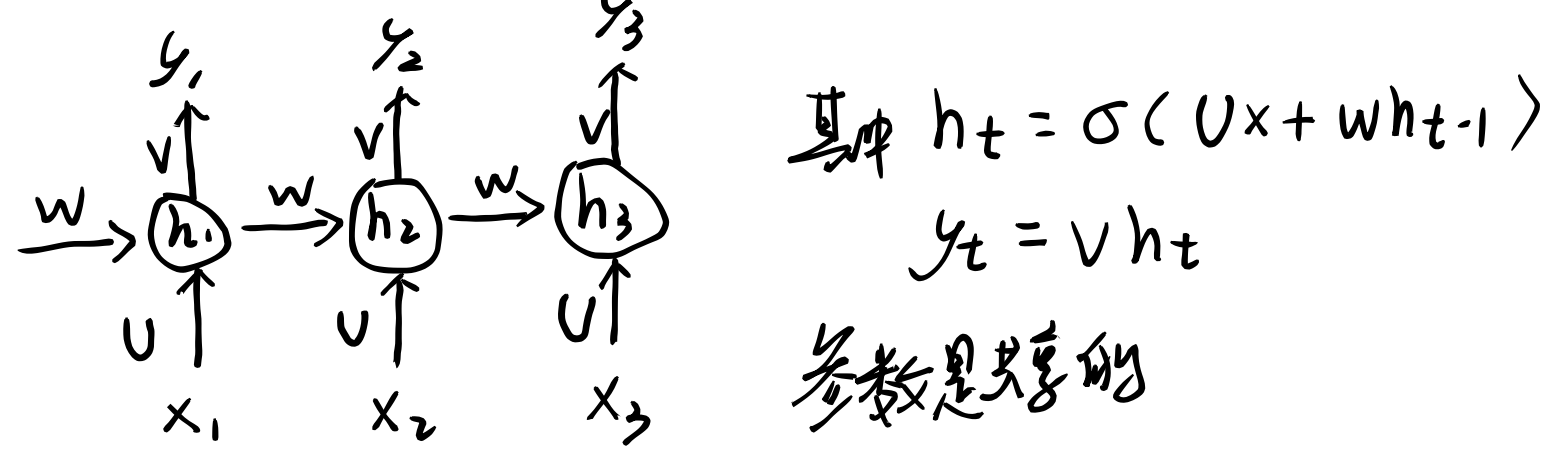 y₁ y₂ y₃
V V V
W h₁ W h₂ W h₃
U U U
x₁ x₂ x₃
其中 hₜ = σ( Ux + Whₜ₋₁ )
yₜ = Vhₜ
参数是共享的